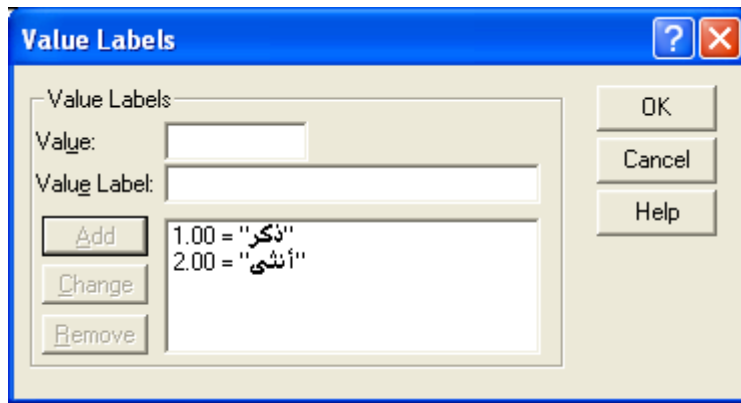 Value Labels
Value Labels
Value:
Value Label:
Add
Change
Remove
1.00 = "ذكر"
2.00 = "أنثى"
OK
Cancel
Help